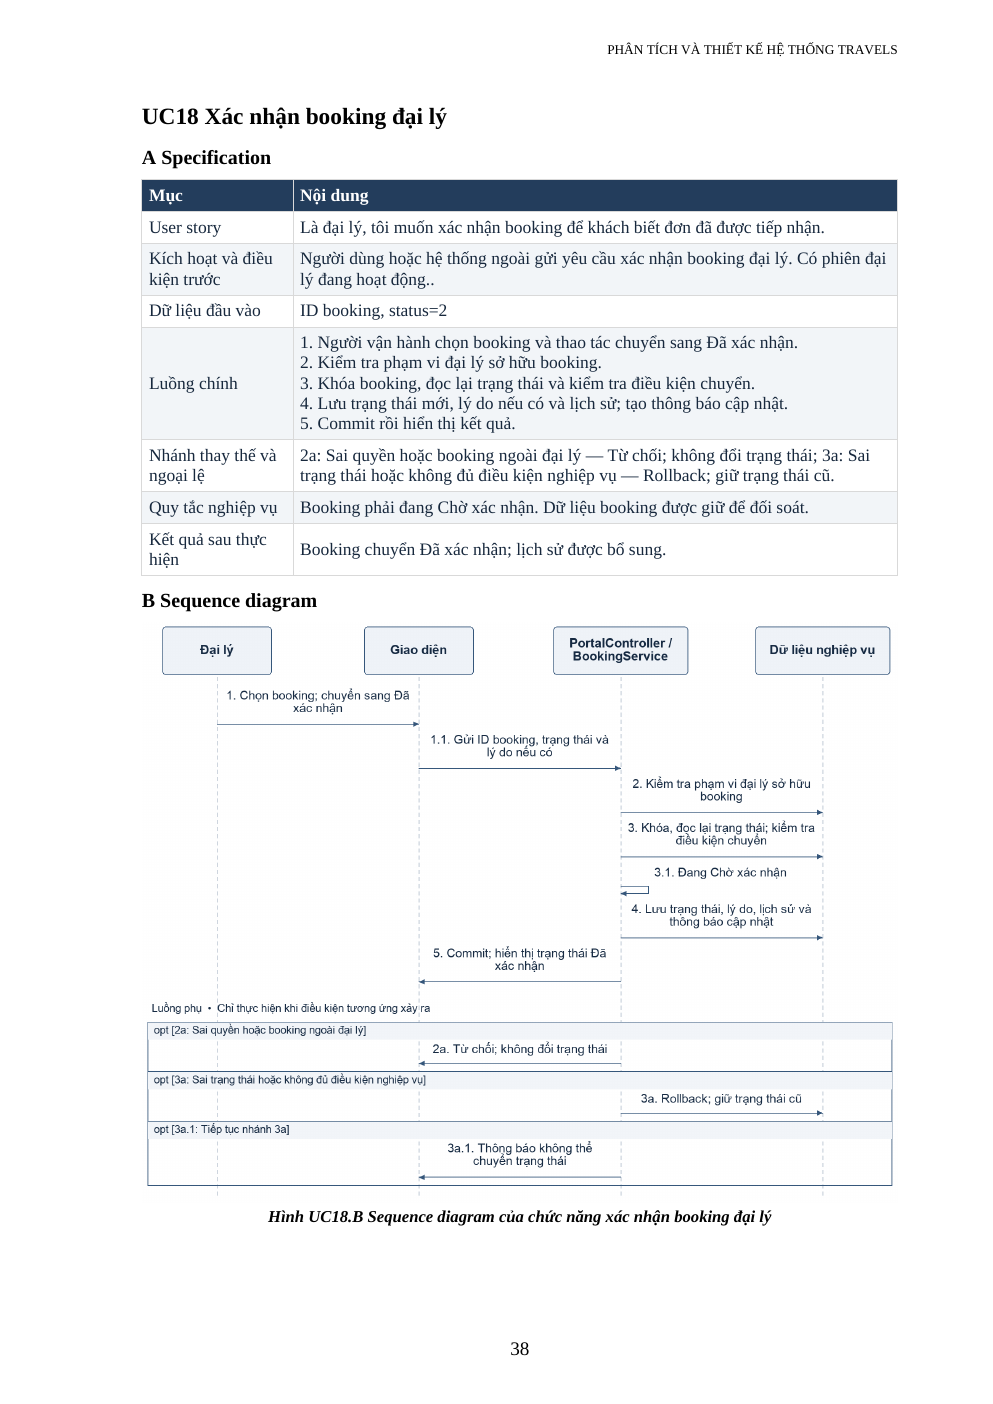 PHÂN TÍCH VÀ THIẾT KẾ HỆ THỐNG TRAVELS
UC18 Xác nhận booking đại lý
A Specification
Mục
Nội dung
User story
Là đại lý, tôi muốn xác nhận booking để khách biết đơn đã được tiếp nhận.
Kích hoạt và điều
kiện trước
Người dùng hoặc hệ thống ngoài gửi yêu cầu xác nhận booking đại lý. Có phiên đại
lý đang hoạt động..
Dữ liệu đầu vào
ID booking, status=2
Luồng chính
1. Người vận hành chọn booking và thao tác chuyển sang Đã xác nhận.
2. Kiểm tra phạm vi đại lý sở hữu booking.
3. Khóa booking, đọc lại trạng thái và kiểm tra điều kiện chuyển.
4. Lưu trạng thái mới, lý do nếu có và lịch sử; tạo thông báo cập nhật.
5. Commit rồi hiển thị kết quả.
Nhánh thay thế và
ngoại lệ
2a: Sai quyền hoặc booking ngoài đại lý — Từ chối; không đổi trạng thái; 3a: Sai
trạng thái hoặc không đủ điều kiện nghiệp vụ — Rollback; giữ trạng thái cũ.
Quy tắc nghiệp vụ
Booking phải đang Chờ xác nhận. Dữ liệu booking được giữ để đối soát.
Kết quả sau thực
hiện
Booking chuyển Đã xác nhận; lịch sử được bổ sung.
B Sequence diagram
Đại lý
Giao diện
PortalController /
BookingService
Dữ liệu nghiệp vụ
1. Chọn booking; chuyển sang Đã
xác nhận
1.1. Gửi ID booking, trạng thái và
lý do nếu có
2. Kiểm tra phạm vi đại lý sở hữu
booking
3. Khóa, đọc lại trạng thái; kiểm tra
điều kiện chuyển
3.1. Đang Chờ xác nhận
4. Lưu trạng thái, lý do, lịch sử và
thông báo cập nhật
5. Commit; hiển thị trạng thái Đã
xác nhận
Luồng phụ • Chỉ thực hiện khi điều kiện tương ứng xảy ra
opt [2a: Sai quyền hoặc booking ngoài đại lý]
2a. Từ chối; không đổi trạng thái
opt [3a: Sai trạng thái hoặc không đủ điều kiện nghiệp vụ]
3a. Rollback; giữ trạng thái cũ
opt [3a.1: Tiếp tục nhánh 3a]
3a.1. Thông báo không thể
chuyển trạng thái
Hình UC18.B Sequence diagram của chức năng xác nhận booking đại lý
38